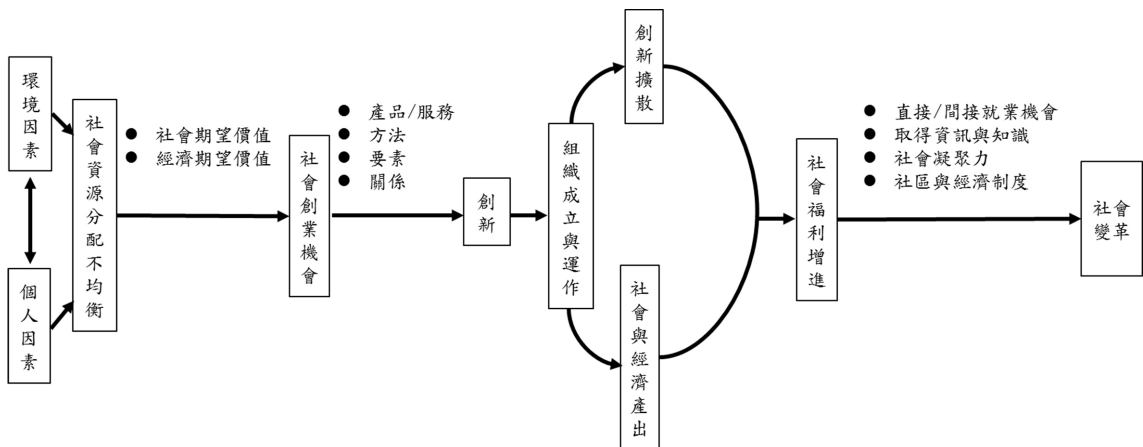 環境因素
個人因素
社會資源分配不均衡
● 社會期望價值
● 經濟期望價值
社會創業機會
● 產品/服務
● 方法
● 要素
● 關係
創新
組織成立與運作
創新擴散
社會與經濟產出
社會福利增進
● 直接/間接就業機會
● 取得資訊與知識
● 社會凝聚力
● 社區與經濟制度
社會
變革